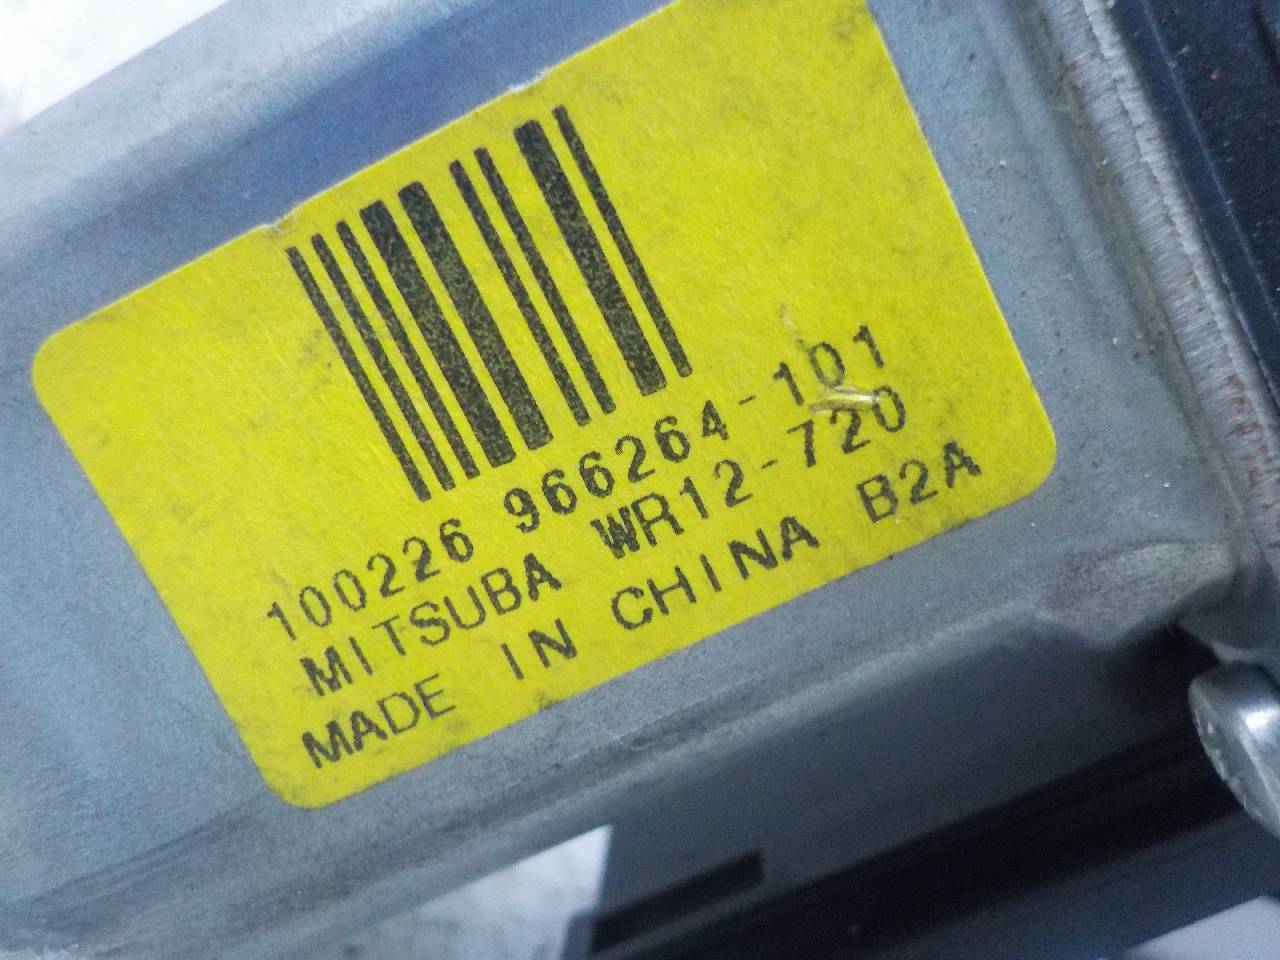 100226 966264-101
MITSUBA WR12-720
MADE IN CHINA B2A